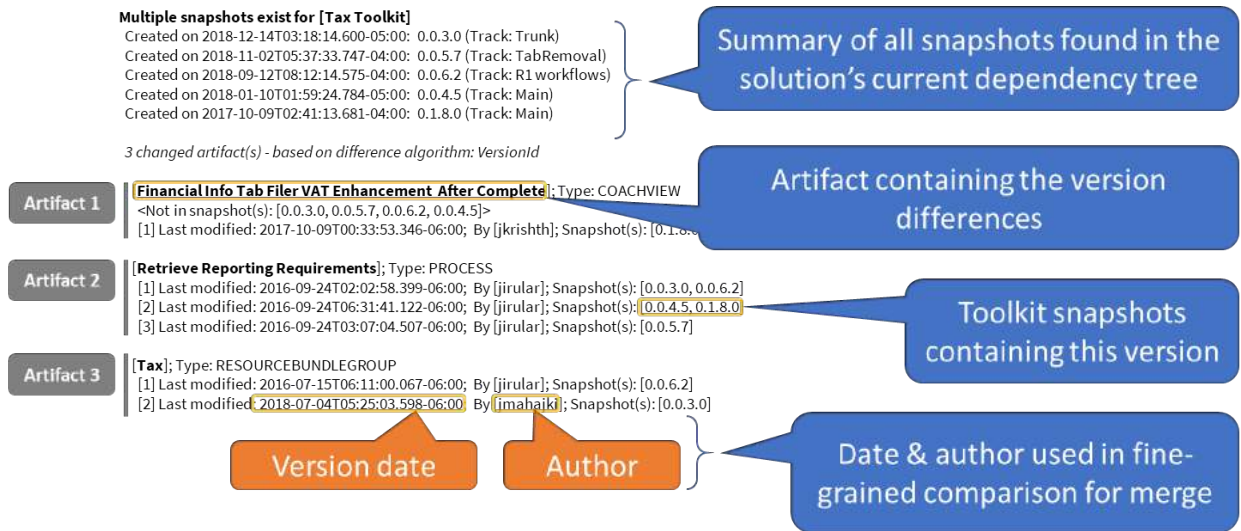 Multiple snapshots exist for [Tax Toolkit]
Created on 2018-12-14T03:18:14.600-05:00: 0.0.3.0 (Track: Trunk)
Created on 2018-11-02T05:37:33.747-04:00: 0.0.5.7 (Track: TabRemoval)
Created on 2018-09-12T08:12:14.575-04:00: 0.0.6.2 (Track: R1 workflows)
Created on 2018-01-10T01:59:24.784-05:00: 0.0.4.5 (Track: Main)
Created on 2017-10-09T02:41:13.681-04:00: 0.1.8.0 (Track: Main)
Summary of all snapshots found in the
solution's current dependency tree
3 changed artifact(s) - based on difference algorithm: VersionId
Artifact 1
[Financial Info Tab Filer VAT Enhancement After Complete]; Type: COACHVIEW
<Not in snapshot(s): [0.0.3.0, 0.0.5.7, 0.0.6.2, 0.0.4.5]>
[1] Last modified: 2017-10-09T00:33:53.346-06:00; By [jkrishth]; Snapshot(s): [0.1.8.0
Artifact containing the version
differences
Artifact 2
[Retrieve Reporting Requirements]; Type: PROCESS
[1] Last modified: 2016-09-24T02:02:58.399-06:00; By [jirular]; Snapshot(s): [0.0.3.0, 0.0.6.2]
[2] Last modified: 2016-09-24T06:31:41.122-06:00; By [jirular]; Snapshot(s): [0.0.4.5, 0.1.8.0]
[3] Last modified: 2016-09-24T03:07:04.507-06:00; By [jirular]; Snapshot(s): [0.0.5.7]
Toolkit snapshots
containing this version
Artifact 3
[Tax]; Type: RESOURCEBUNDLEGROUP
[1] Last modified: 2016-07-15T06:11:00.067-06:00; By [jirular]; Snapshot(s): [0.0.6.2]
[2] Last modified: 2018-07-04T05:25:03.598-06:00; By [jmahaiki]; Snapshot(s): [0.0.3.0]
Version date
Author
Date & author used in fine-
grained comparison for merge